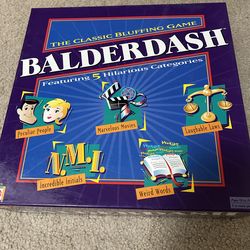 THE CLASSIC BLUFFING GAME
BALDERDASH
Featuring 5 Hilarious Categories
Peculiar People
Marvelous Movies
Laughable Laws
N.M.I.
Incredible Initials
Weird Words